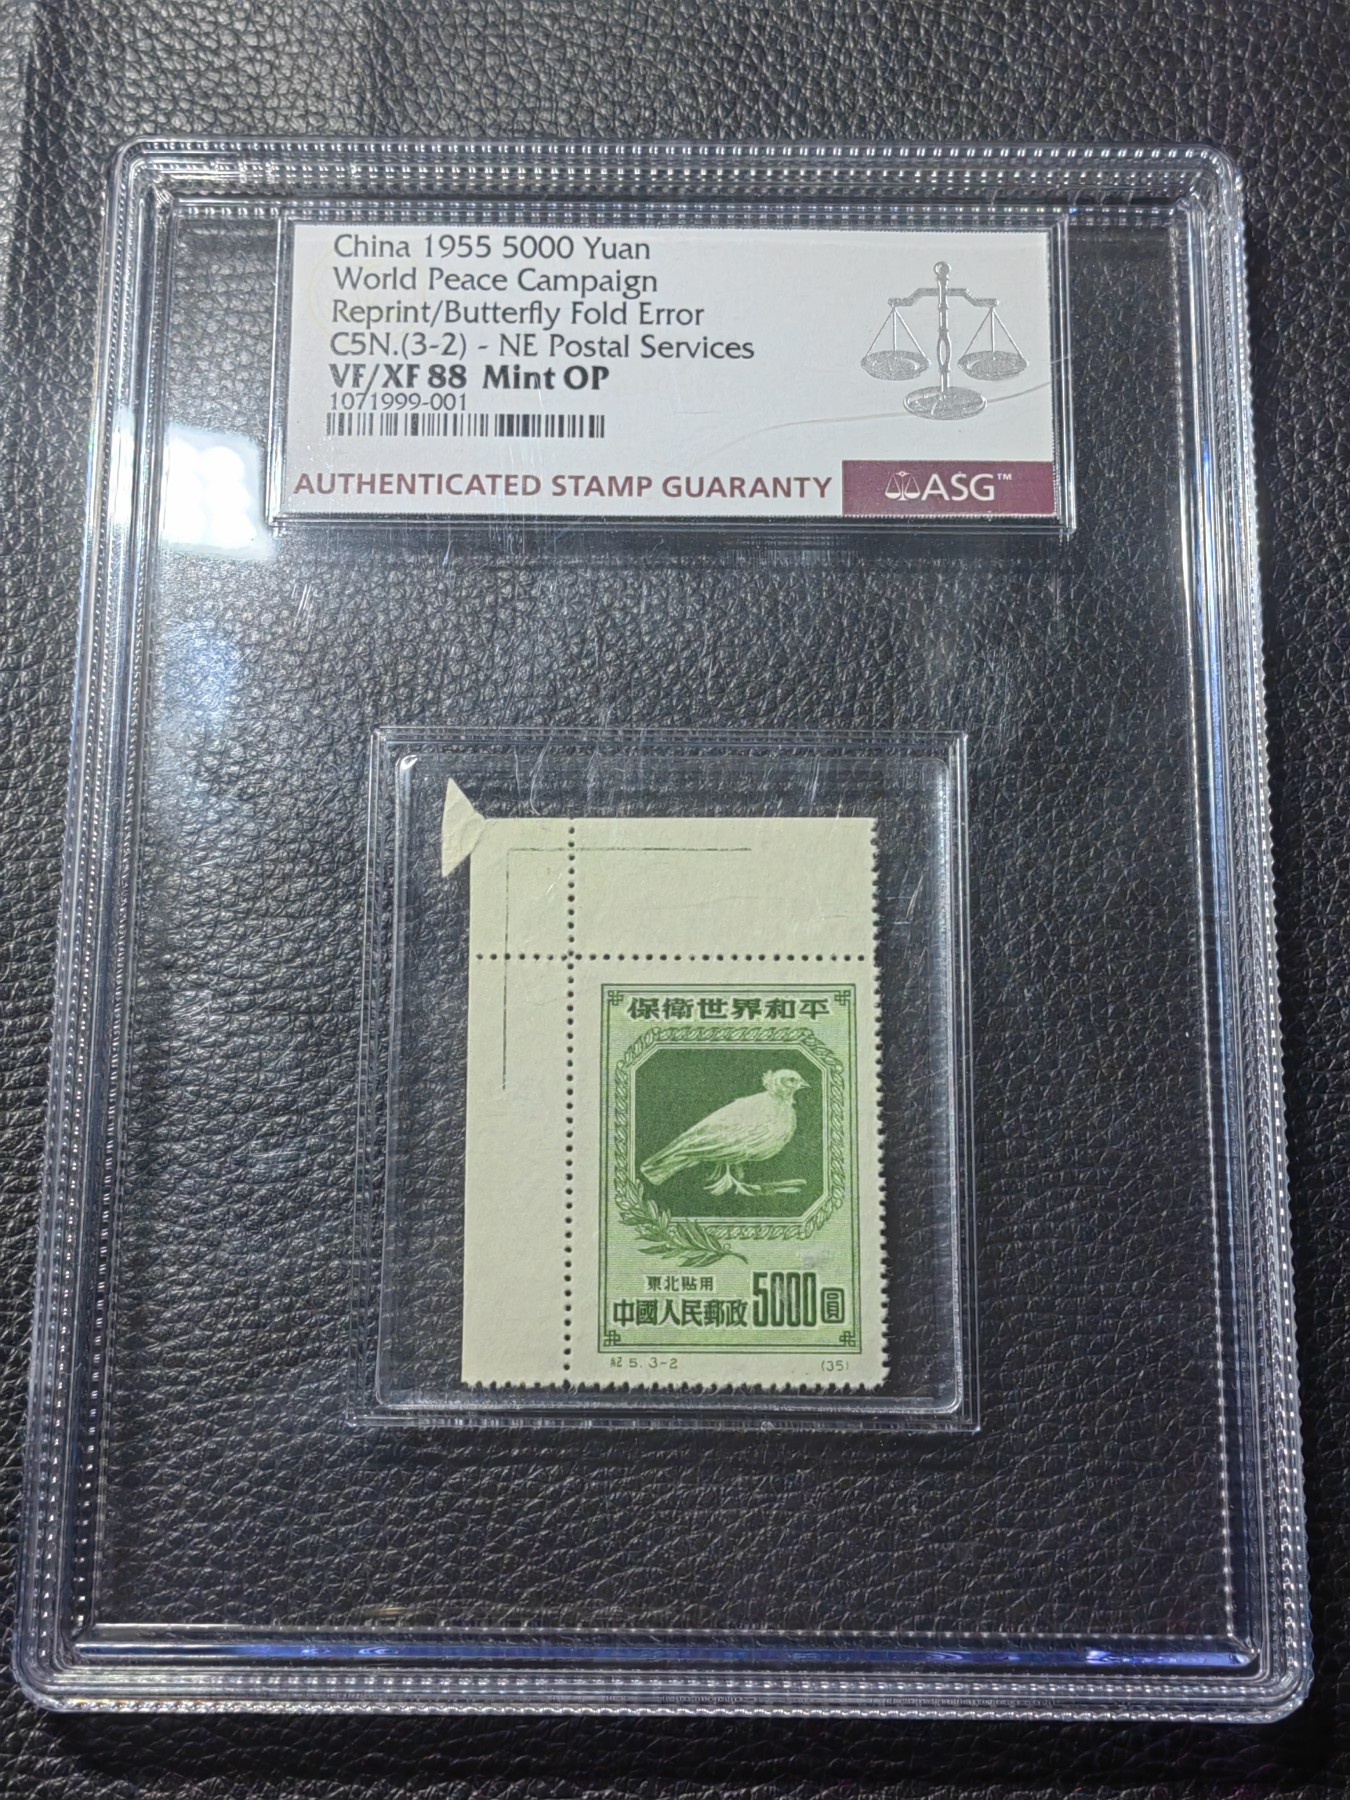 China 1955 5000 Yuan
World Peace Campaign
Reprint/Butterfly Fold Error
C5N.(3-2) - NE Postal Services
VF/XF 88 Mint OP
1071999-001
AUTHENTICATED STAMP GUARANTY
ASG™
保衛世界和平
東北貼用
中國人民郵政 5000圓
紀5.3-2 (35)